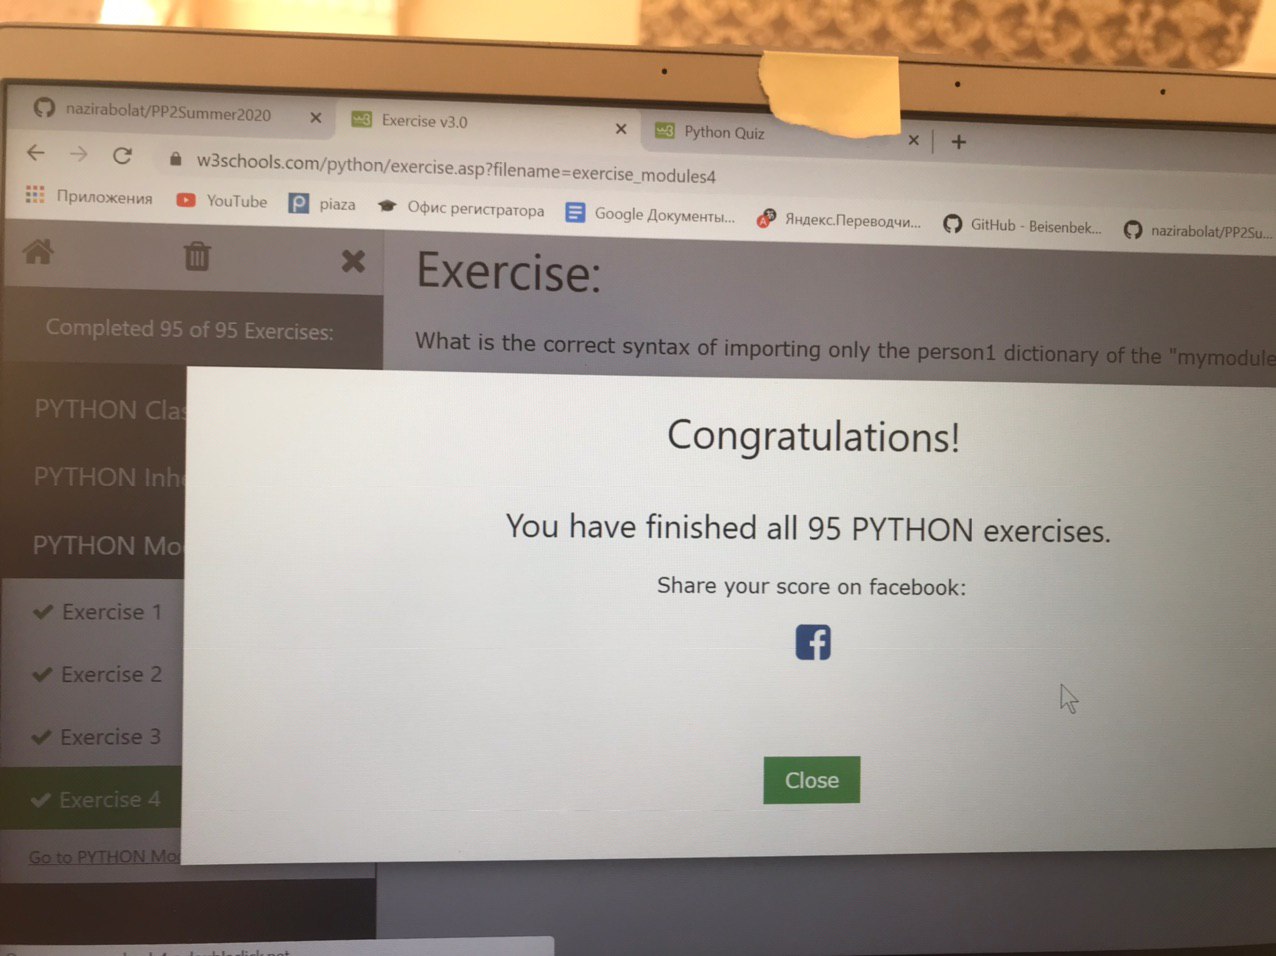 nazirabolat/PP2Summer2020
Exercise v3.0
Python Quiz
w3schools.com/python/exercise.asp?filename=exercise_modules4
Приложения
YouTube
piaza
Офис регистратора
Google Документы...
Яндекс.Переводчи...
GitHub - Beisenbek...
nazirabolat/PP2Su...
Exercise:
Completed 95 of 95 Exercises:
What is the correct syntax of importing only the person1 dictionary of the "mymodule
PYTHON Clas
PYTHON Inhe
PYTHON Mo
Congratulations!
You have finished all 95 PYTHON exercises.
Share your score on facebook:
Exercise 1
Exercise 2
Exercise 3
Exercise 4
Close
Go to PYTHON Mo